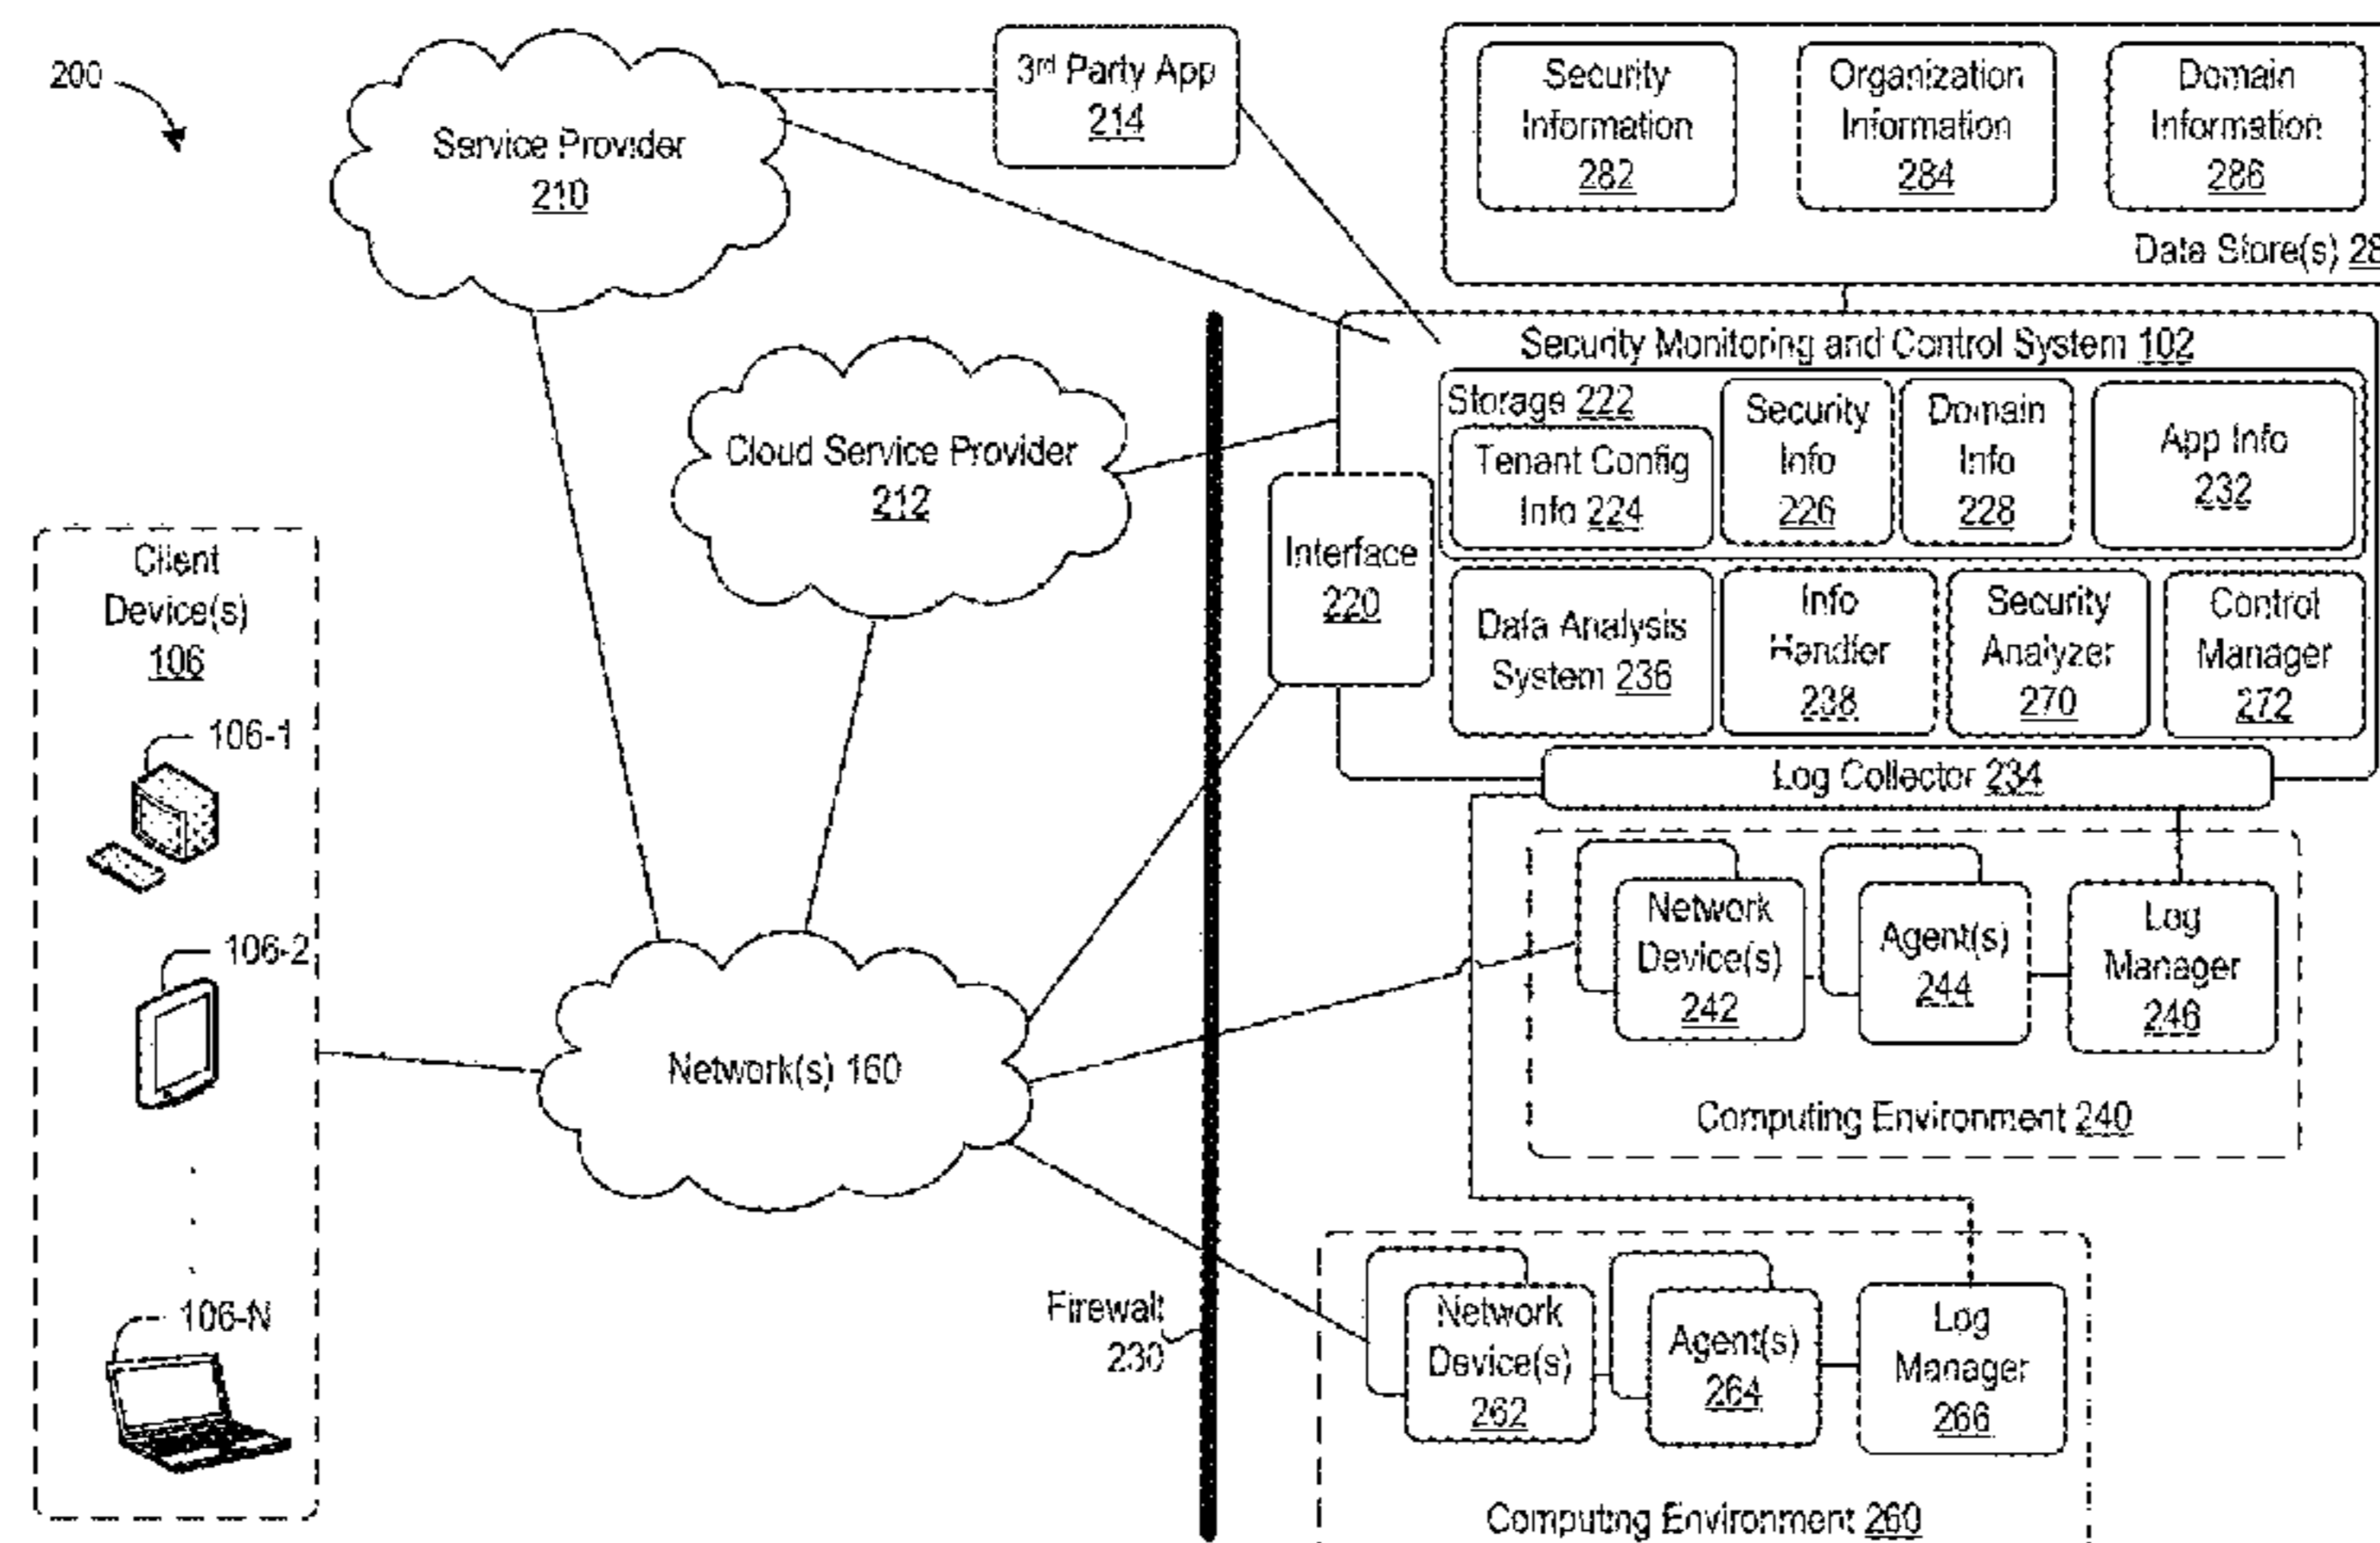 200
Service Provider
210
3rd Party App
214
Security
Information
282
Organization
Information
284
Domain
Information
286
Data Store(s) 28
Security Monitoring and Control System 102
Storage 222
Tenant Config
Info 224
Security
Info
226
Domain
Info
228
App Info
232
Cloud Service Provider
212
Interface
220
Data Analysis
System 236
Info
Handler
238
Security
Analyzer
270
Control
Manager
272
Log Collector 234
Client
Device(s)
106
106-1
106-2
106-N
Network(s) 160
Network
Device(s)
242
Agent(s)
244
Log
Manager
246
Computing Environment 240
Firewall
230
Network
Device(s)
262
Agent(s)
264
Log
Manager
266
Computing Environment 260